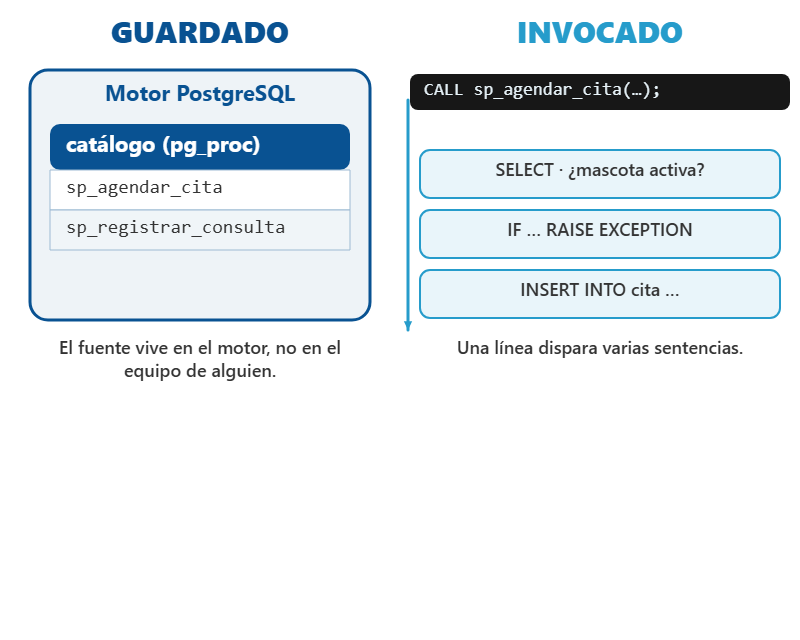 GUARDADO
Motor PostgreSQL
catálogo (pg_proc)
sp_agendar_cita
sp_registrar_consulta
El fuente vive en el motor, no en el
equipo de alguien.
INVOCADO
CALL sp_agendar_cita(…);
SELECT · ¿mascota activa?
IF … RAISE EXCEPTION
INSERT INTO cita …
Una línea dispara varias sentencias.